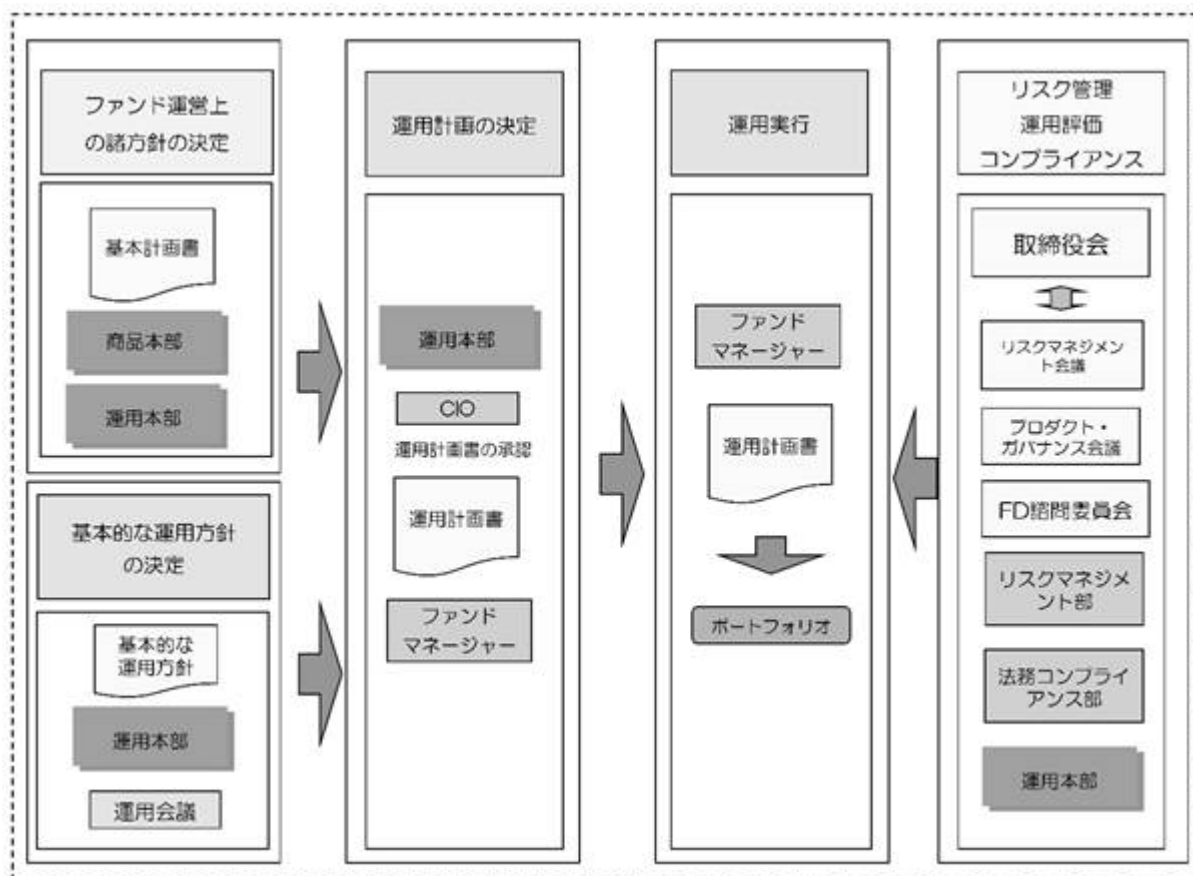 ファンド運営上
の諸方針の決定
基本計画書
商品本部
運用本部
基本的な運用方針
の決定
基本的な
運用方針
運用本部
運用会議
運用計画の決定
運用本部
CIO
運用計画書の承認
運用計画書
ファンド
マネージャー
運用実行
ファンド
マネージャー
運用計画書
ポートフォリオ
リスク管理
運用評価
コンプライアンス
取締役会
リスクマネジメン
ト会議
プロダクト・
ガバナンス会議
FD諮問委員会
リスクマネジメ
ント部
法務コンプライ
アンス部
運用本部